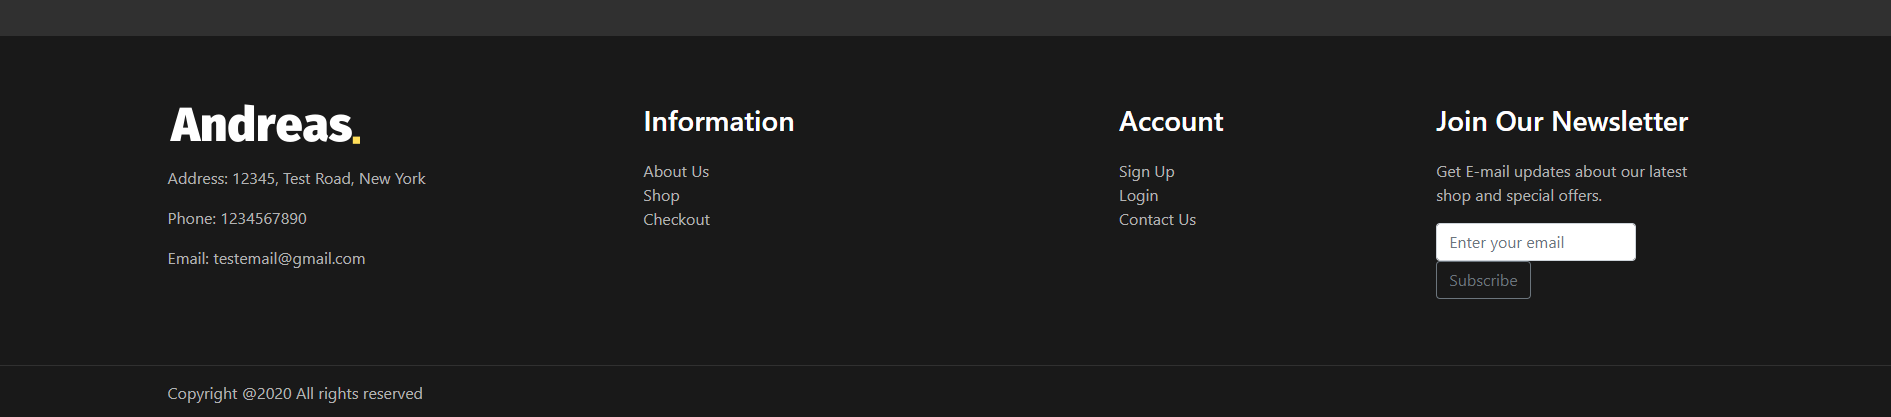 Andreas.
Address: 12345, Test Road, New York
Phone: 1234567890
Email: testemail@gmail.com
Information
About Us
Shop
Checkout
Account
Sign Up
Login
Contact Us
Join Our Newsletter
Get E-mail updates about our latest
shop and special offers.
Enter your email
Subscribe
Copyright @2020 All rights reserved